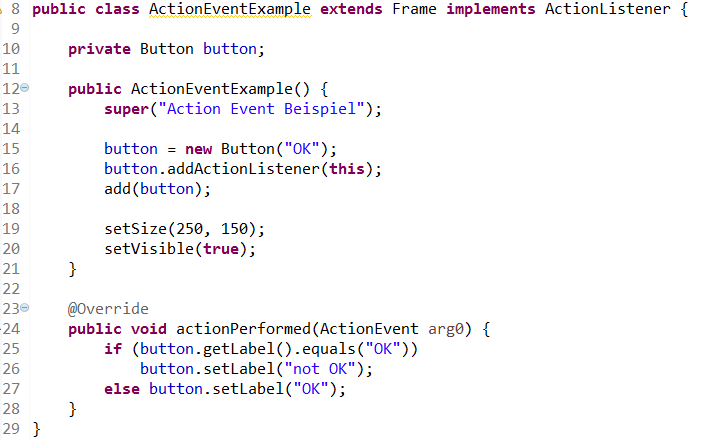 8 public class ActionEventExample extends Frame implements ActionListener {
9
10 private Button button;
11
12 public ActionEventExample() {
13 super("Action Event Beispiel");
14
15 button = new Button("OK");
16 button.addActionListener(this);
17 add(button);
18
19 setSize(250, 150);
20 setVisible(true);
21 }
22
23 @Override
24 public void actionPerformed(ActionEvent arg0) {
25 if (button.getLabel().equals("OK"))
26 button.setLabel("not OK");
27 else button.setLabel("OK");
28 }
29 }